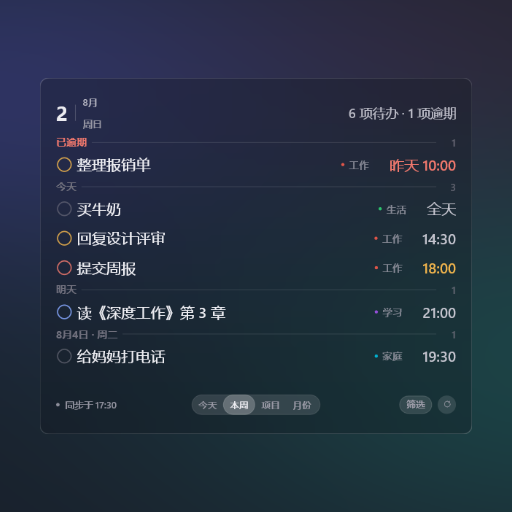 2 8月 周日
6 项待办 · 1 项逾期
已逾期 1
整理报销单 • 工作 昨天 10:00
今天 3
买牛奶 • 生活 全天
回复设计评审 • 工作 14:30
提交周报 • 工作 18:00
明天 1
读《深度工作》第 3 章 • 学习 21:00
8月4日 · 周二 1
给妈妈打电话 • 家庭 19:30
• 同步于 17:30 今天 本周 项目 月份 筛选